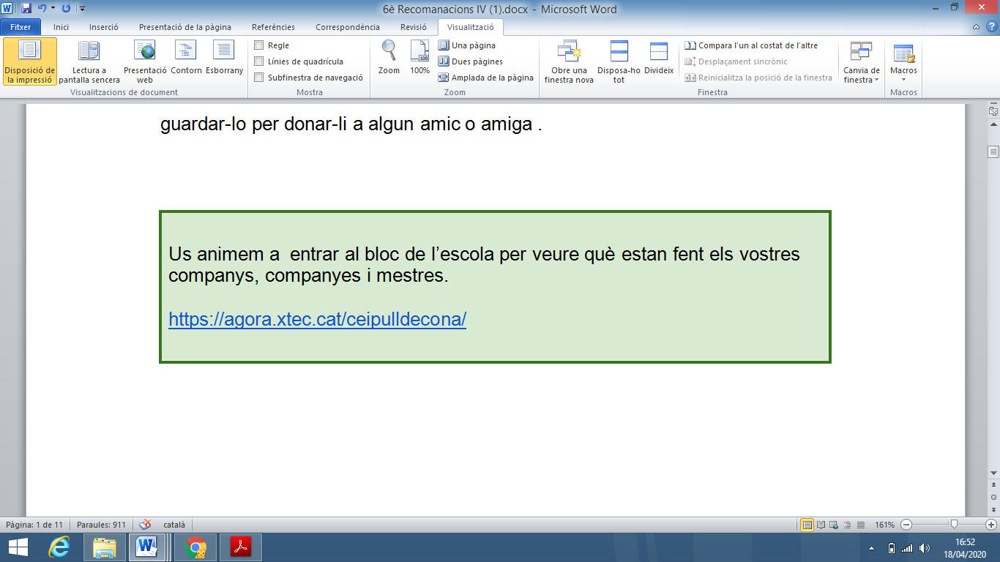 6è Recomanacions IV (1).docx - Microsoft Word
Fitxer Inici Inserció Presentació de la pàgina Referències Correspondència Revisió Visualització
Disposició de la impressió
Lectura a pantalla sencera
Presentació web
Contorn
Esborrany
Visualitzacions de document
Regle
Línies de quadrícula
Subfinestra de navegació
Mostra
Zoom
100%
Una pàgina
Dues pàgines
Amplada de la pàgina
Zoom
Obre una finestra nova
Disposa-ho tot
Divideix
Compara l'un al costat de l'altre
Desplaçament sincrònic
Reinicialitza la posició de la finestra
Finestra
Canvia de finestra
Macros
Macros
guardar-lo per donar-li a algun amic o amiga .
Us animem a  entrar al bloc de l’escola per veure què estan fent els vostres
companys, companyes i mestres.
https://agora.xtec.cat/ceipulldecona/
Pàgina: 1 de 11 Paraules: 911 català 161%
16:52
18/04/2020